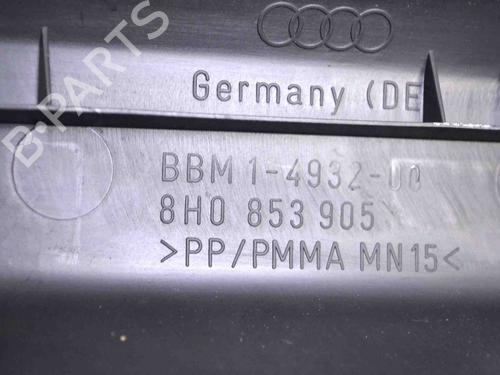 Germany (DE
BBM 1-4932-00
8H0 853 905
>PP/PMMA MN15<
B-PARTS